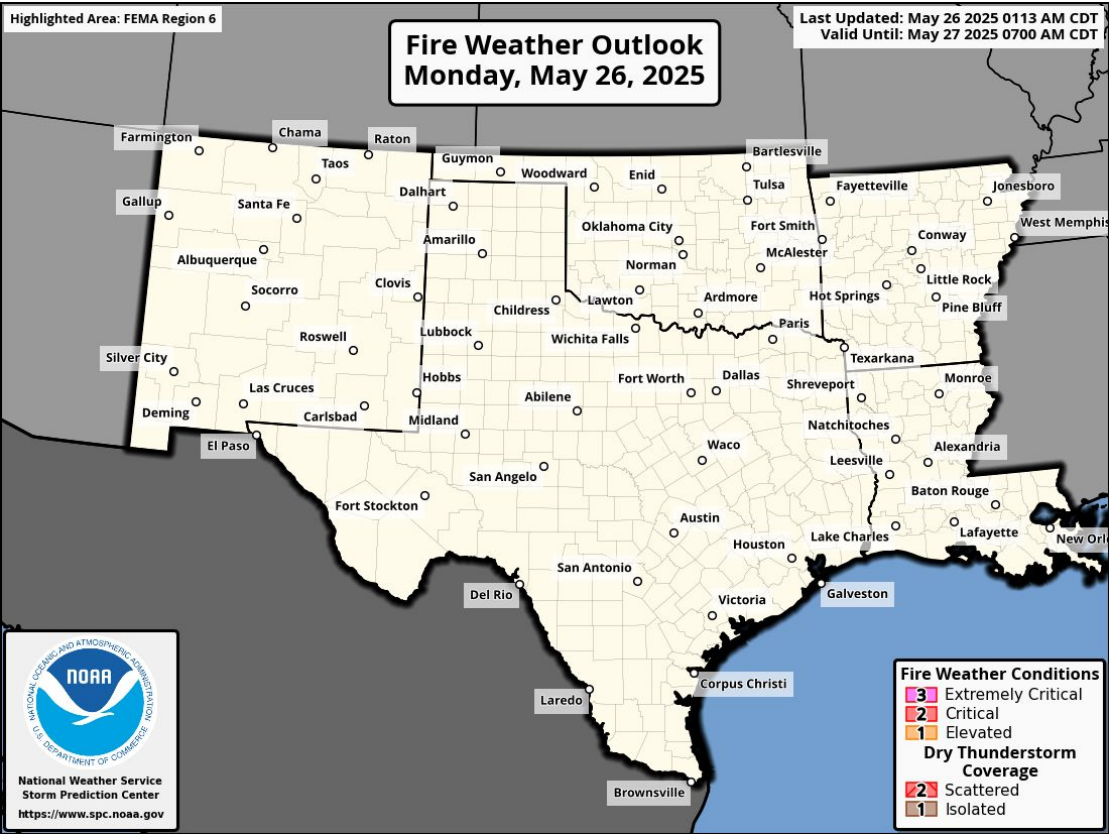 Highlighted Area: FEMA Region 6
Fire Weather Outlook
Monday, May 26, 2025
Last Updated: May 26 2025 0113 AM CDT
Valid Until: May 27 2025 0700 AM CDT
Farmington
Chama
Raton
Taos
Guymon
Woodward
Enid
Bartlesville
Tulsa
Fayetteville
Jonesboro
Gallup
Santa Fe
Dalhart
West Memphis
Albuquerque
Amarillo
Oklahoma City
Norman
Fort Smith
McAlester
Conway
Little Rock
Socorro
Clovis
Childress
Lawton
Ardmore
Hot Springs
Pine Bluff
Roswell
Lubbock
Wichita Falls
Paris
Texarkana
Silver City
Las Cruces
Hobbs
Abilene
Fort Worth
Dallas
Shreveport
Monroe
Deming
Carlsbad
Midland
Natchitoches
El Paso
San Angelo
Waco
Leesville
Alexandria
Fort Stockton
Austin
Baton Rouge
Houston
Lake Charles
Lafayette
New Orl
San Antonio
Del Rio
Victoria
Galveston
Laredo
Corpus Christi
Brownsville
NATIONAL OCEANIC AND ATMOSPHERIC ADMINISTRATION
NOAA
U.S. DEPARTMENT OF COMMERCE
National Weather Service
Storm Prediction Center
https://www.spc.noaa.gov
Fire Weather Conditions
3 Extremely Critical
2 Critical
1 Elevated
Dry Thunderstorm
Coverage
2 Scattered
1 Isolated